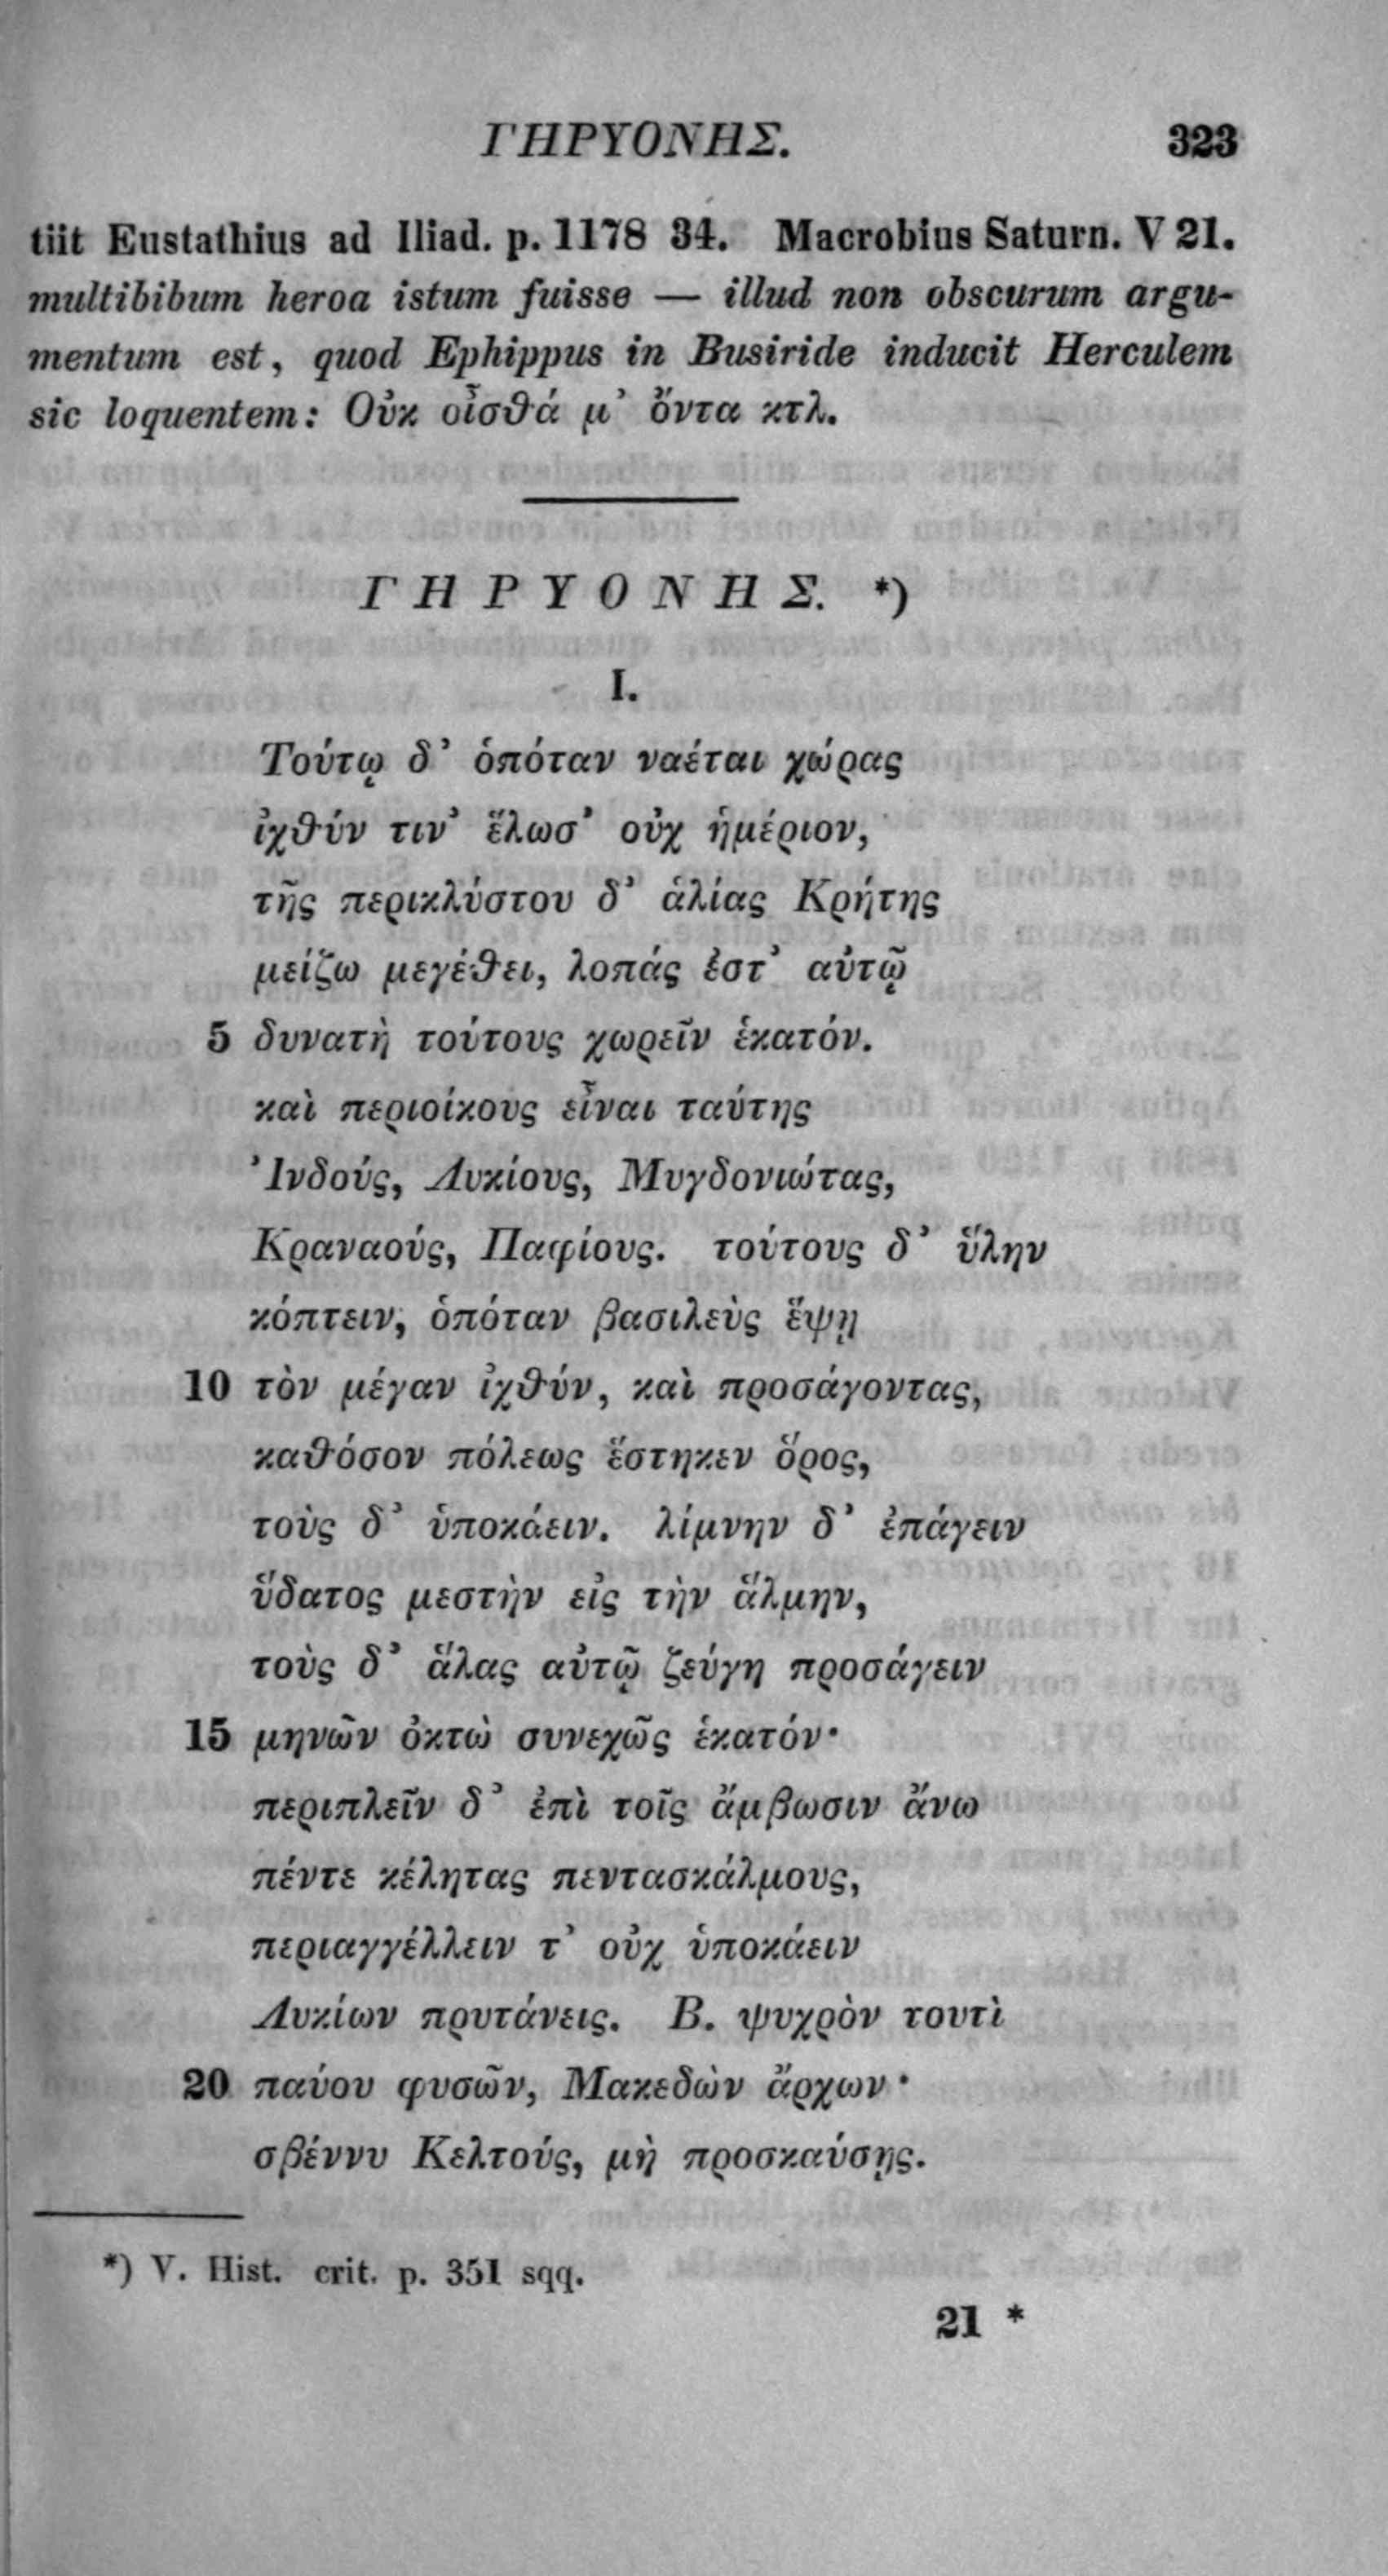 ΓΗΡΥΟΝΗΣ. 323
tiit Eustathius ad Iliad. p. 1178 34. Macrobius Saturn. V 21.
multibibum heroa istum fuisse — illud non obscurum argu-
mentum est, quod Ephippus in Busiride inducit Herculem
sic loquentem: Οὐκ οἶσθά μ᾽ ὄντα κτλ.
ΓΗΡΥΟΝΗΣ. *)
I.
Τούτῳ δ᾽ ὁπόταν ναέται χώρας
ἰχθύν τιν᾽ ἕλωσ᾽ οὐχ ἡμέριον,
τῆς περικλύστου δ᾽ ἁλίας Κρήτης
μείζω μεγέθει, λοπάς ἐστ᾽ αὐτῷ
5 δυνατὴ τούτους χωρεῖν ἑκατόν.
καὶ περιοίκους εἶναι ταύτης
Ἰνδούς, Λυκίους, Μυγδονιώτας,
Κραναούς, Παφίους. τούτους δ᾽ ὕλην
κόπτειν, ὁπόταν βασιλεὺς ἕψῃ
10 τὸν μέγαν ἰχθύν, καὶ προσάγοντας,
καθόσον πόλεως ἕστηκεν ὅρος,
τοὺς δ᾽ ὑποκάειν. λίμνην δ᾽ ἐπάγειν
ὕδατος μεστὴν εἰς τὴν ἅλμην,
τοὺς δ᾽ ἅλας αὐτῷ ζεύγη προσάγειν
15 μηνῶν ὀκτὼ συνεχῶς ἑκατόν·
περιπλεῖν δ᾽ ἐπὶ τοῖς ἄμβωσιν ἄνω
πέντε κέλητας πεντασκάλμους,
περιαγγέλλειν τ᾽ οὐχ ὑποκάειν
Λυκίων πρυτάνεις. Β. ψυχρὸν τουτὶ
20 παύου φυσῶν, Μακεδὼν ἄρχων·
σβέννυ Κελτούς, μὴ προσκαύσῃς.
*) V. Hist. crit. p. 351 sqq.
21 *